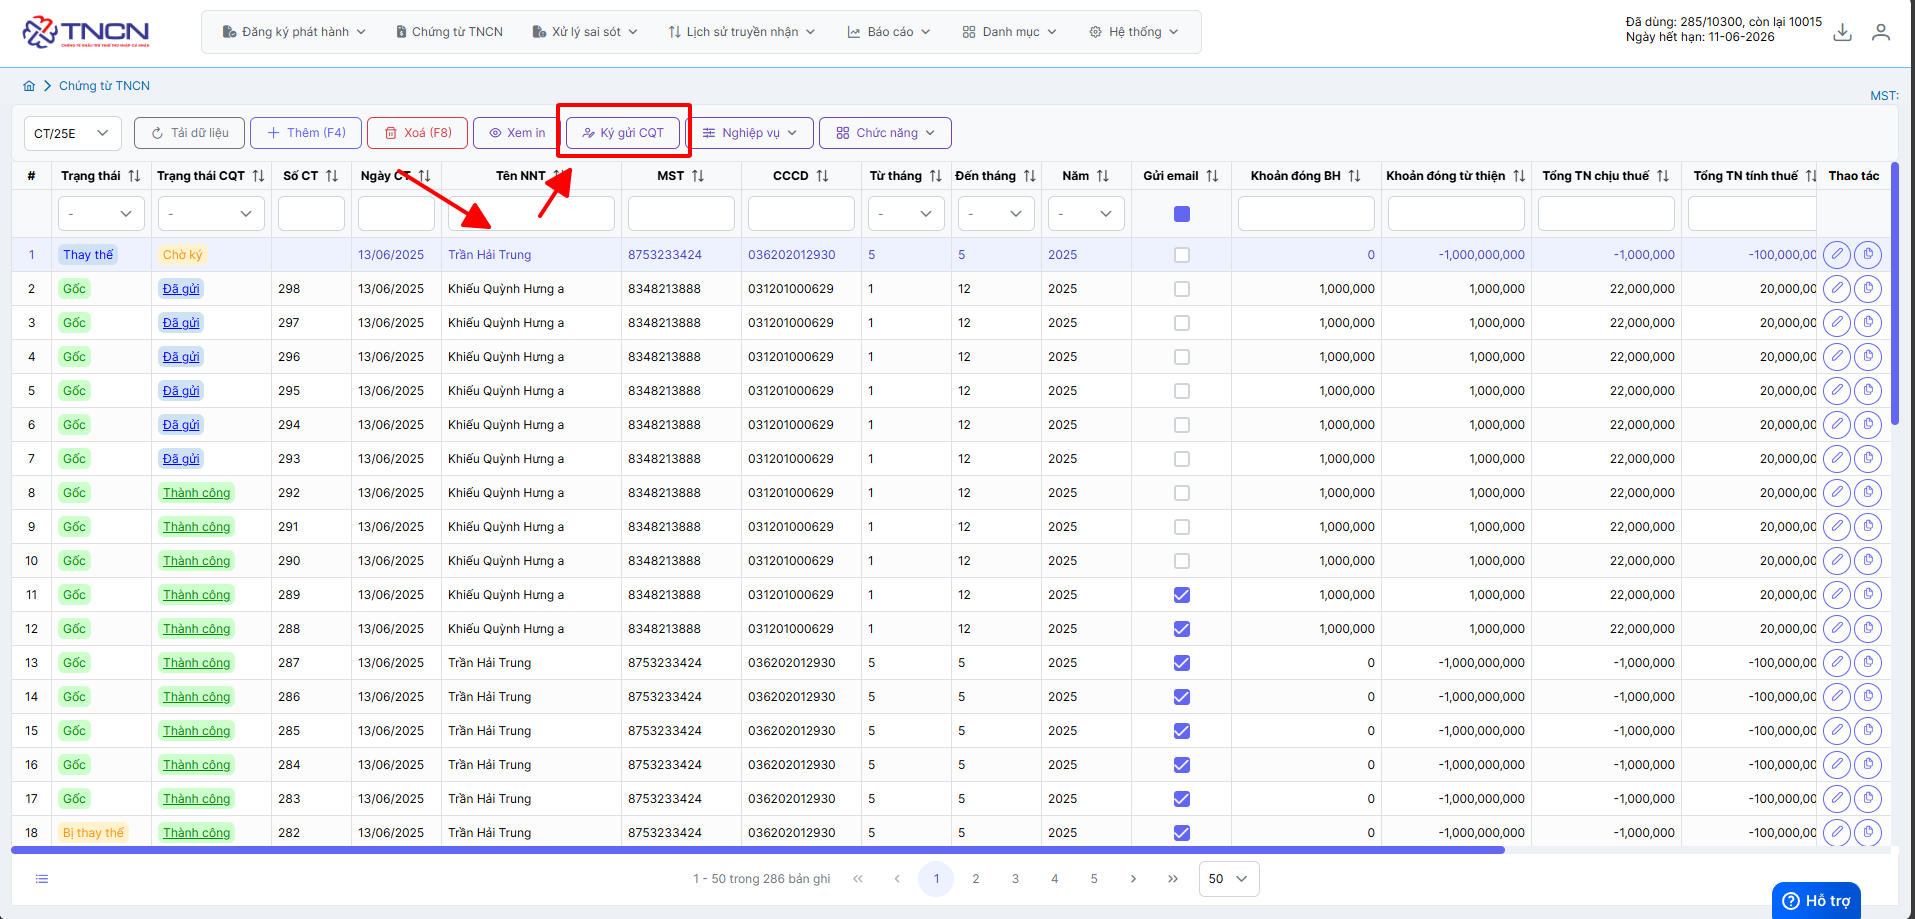 TNCN
CHỨNG TỪ KHẤU TRỪ THUẾ THU NHẬP CÁ NHÂN
Đăng ký phát hành
Chứng từ TNCN
Xử lý sai sót
Lịch sử truyền nhận
Báo cáo
Danh mục
Hệ thống
Đã dùng: 285/10300, còn lại 10015
Ngày hết hạn: 11-06-2026
Chứng từ TNCN
MST:
CT/25E Tải dữ liệu Thêm (F4) Xoá (F8) Xem in Ký gửi CQT Nghiệp vụ Chức năng
# Trạng thái Trạng thái CQT Số CT Ngày CT Tên NNT MST CCCD Từ tháng Đến tháng Năm Gửi email Khoản đóng BH Khoản đóng từ thiện Tổng TN chịu thuế Tổng TN tính thuế Thao tác
- - - - -
1 Thay thế Chờ ký 13/06/2025 Trần Hải Trung 8753233424 036202012930 5 5 2025 0 -1,000,000,000 -1,000,000 -100,000,00
2 Gốc Đã gửi 298 13/06/2025 Khiếu Quỳnh Hưng a 8348213888 031201000629 1 12 2025 1,000,000 1,000,000 22,000,000 20,000,00
3 Gốc Đã gửi 297 13/06/2025 Khiếu Quỳnh Hưng a 8348213888 031201000629 1 12 2025 1,000,000 1,000,000 22,000,000 20,000,00
4 Gốc Đã gửi 296 13/06/2025 Khiếu Quỳnh Hưng a 8348213888 031201000629 1 12 2025 1,000,000 1,000,000 22,000,000 20,000,00
5 Gốc Đã gửi 295 13/06/2025 Khiếu Quỳnh Hưng a 8348213888 031201000629 1 12 2025 1,000,000 1,000,000 22,000,000 20,000,00
6 Gốc Đã gửi 294 13/06/2025 Khiếu Quỳnh Hưng a 8348213888 031201000629 1 12 2025 1,000,000 1,000,000 22,000,000 20,000,00
7 Gốc Đã gửi 293 13/06/2025 Khiếu Quỳnh Hưng a 8348213888 031201000629 1 12 2025 1,000,000 1,000,000 22,000,000 20,000,00
8 Gốc Thành công 292 13/06/2025 Khiếu Quỳnh Hưng a 8348213888 031201000629 1 12 2025 1,000,000 1,000,000 22,000,000 20,000,00
9 Gốc Thành công 291 13/06/2025 Khiếu Quỳnh Hưng a 8348213888 031201000629 1 12 2025 1,000,000 1,000,000 22,000,000 20,000,00
10 Gốc Thành công 290 13/06/2025 Khiếu Quỳnh Hưng a 8348213888 031201000629 1 12 2025 1,000,000 1,000,000 22,000,000 20,000,00
11 Gốc Thành công 289 13/06/2025 Khiếu Quỳnh Hưng a 8348213888 031201000629 1 12 2025 1,000,000 1,000,000 22,000,000 20,000,00
12 Gốc Thành công 288 13/06/2025 Khiếu Quỳnh Hưng a 8348213888 031201000629 1 12 2025 1,000,000 1,000,000 22,000,000 20,000,00
13 Gốc Thành công 287 13/06/2025 Trần Hải Trung 8753233424 036202012930 5 5 2025 0 -1,000,000,000 -1,000,000 -100,000,00
14 Gốc Thành công 286 13/06/2025 Trần Hải Trung 8753233424 036202012930 5 5 2025 0 -1,000,000,000 -1,000,000 -100,000,00
15 Gốc Thành công 285 13/06/2025 Trần Hải Trung 8753233424 036202012930 5 5 2025 0 -1,000,000,000 -1,000,000 -100,000,00
16 Gốc Thành công 284 13/06/2025 Trần Hải Trung 8753233424 036202012930 5 5 2025 0 -1,000,000,000 -1,000,000 -100,000,00
17 Gốc Thành công 283 13/06/2025 Trần Hải Trung 8753233424 036202012930 5 5 2025 0 -1,000,000,000 -1,000,000 -100,000,00
18 Bị thay thế Thành công 282 13/06/2025 Trần Hải Trung 8753233424 036202012930 5 5 2025 0 -1,000,000,000 -1,000,000 -100,000,00
1 - 50 trong 286 bản ghi « ‹ 1 2 3 4 5 › » 50
Hỗ trợ